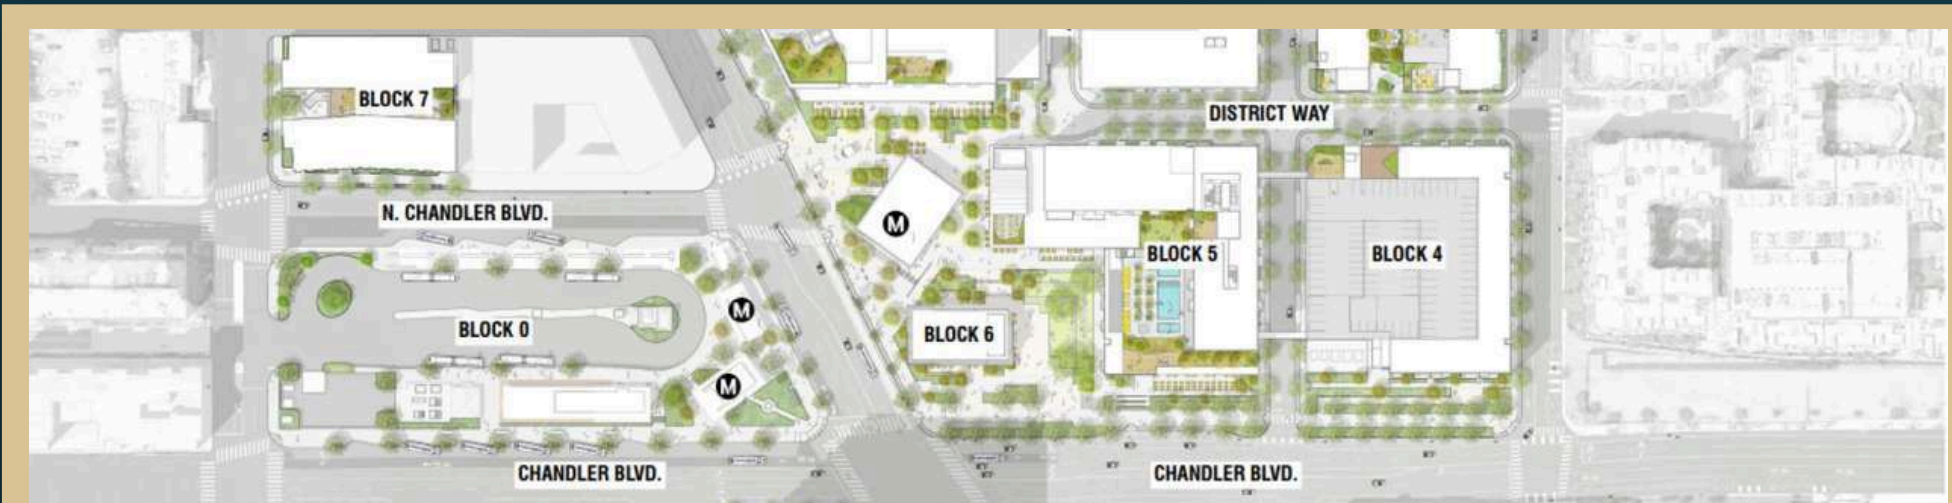 BLOCK 7
DISTRICT WAY
N. CHANDLER BLVD.
M
BLOCK 5
BLOCK 4
M
BLOCK 0
BLOCK 6
M
CHANDLER BLVD.
CHANDLER BLVD.